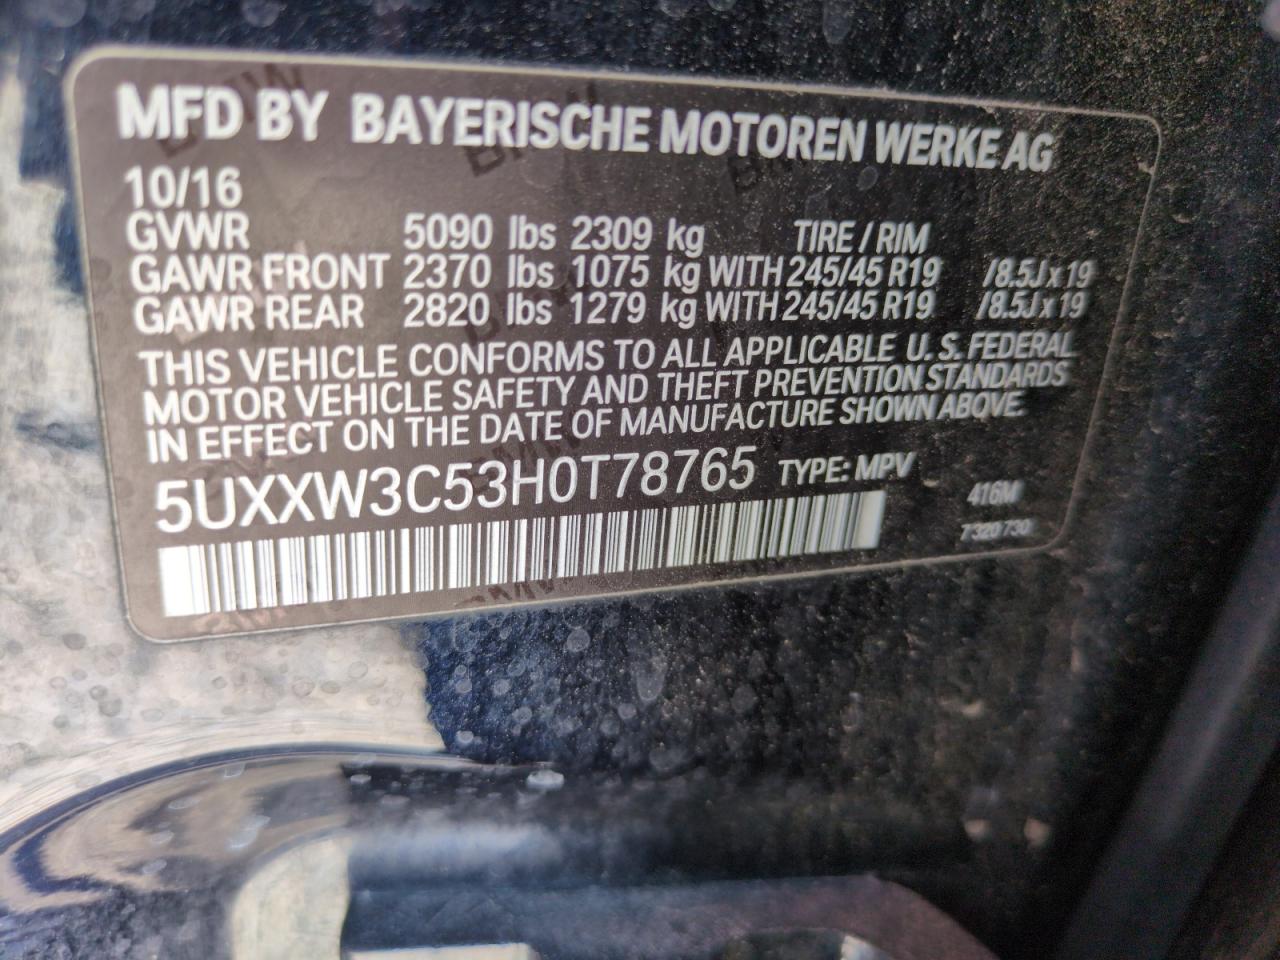 MFD BY BAYERISCHE MOTOREN WERKE AG
10/16
GVWR 5090 lbs 2309 kg TIRE / RIM
GAWR FRONT 2370 lbs 1075 kg WITH 245/45 R19 /8.5J x 19
GAWR REAR 2820 lbs 1279 kg WITH 245/45 R19 /8.5J x 19
THIS VEHICLE CONFORMS TO ALL APPLICABLE U.S. FEDERAL
MOTOR VEHICLE SAFETY AND THEFT PREVENTION STANDARDS
IN EFFECT ON THE DATE OF MANUFACTURE SHOWN ABOVE.
5UXXW3C53H0T78765 TYPE: MPV
416M
7320730